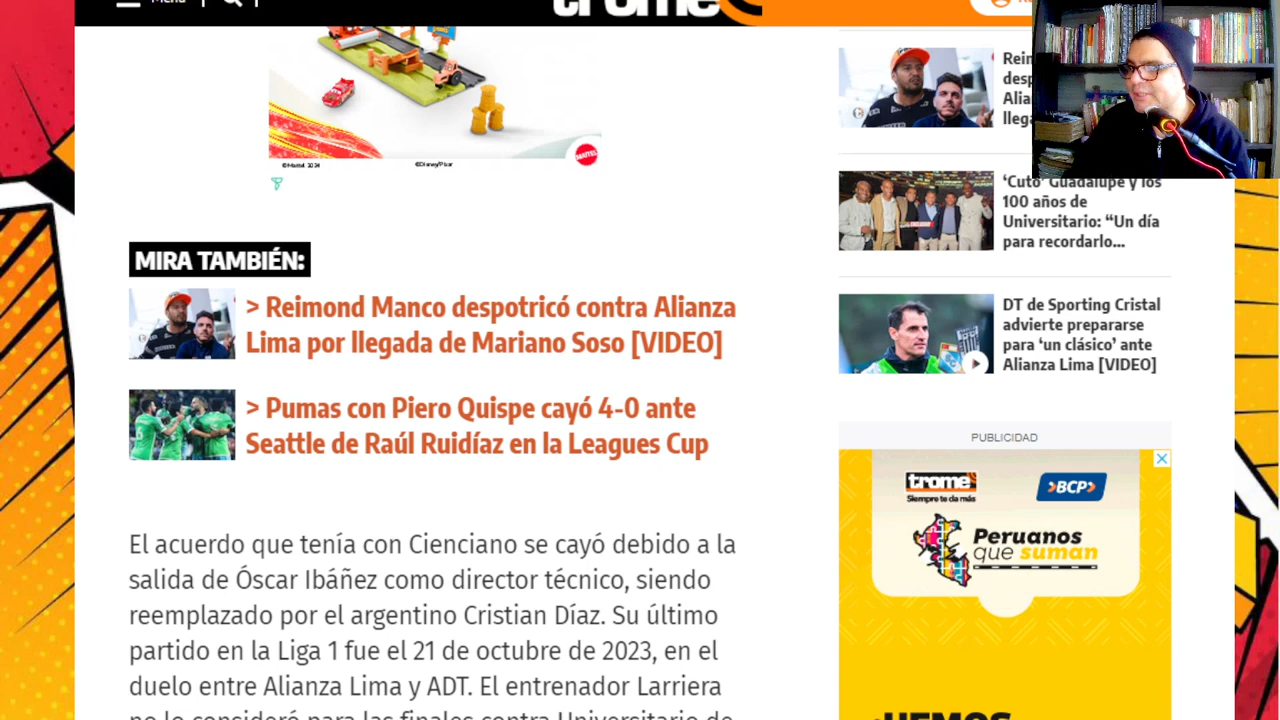 Menú
trome
©Mattel 2024
©Disney/Pixar
MATTEL
MIRA TAMBIÉN:
> Reimond Manco despotricó contra Alianza
Lima por llegada de Mariano Soso [VIDEO]
> Pumas con Piero Quispe cayó 4-0 ante
Seattle de Raúl Ruidíaz en la Leagues Cup
El acuerdo que tenía con Cienciano se cayó debido a la
salida de Óscar Ibáñez como director técnico, siendo
reemplazado por el argentino Cristian Díaz. Su último
partido en la Liga 1 fue el 21 de octubre de 2023, en el
duelo entre Alianza Lima y ADT. El entrenador Larriera
no lo consideró para las finales contra Universitario de
‘Cuto’ Guadalupe y los
100 años de
Universitario: “Un día
para recordarlo...
DT de Sporting Cristal
advierte prepararse
para ‘un clásico’ ante
Alianza Lima [VIDEO]
PUBLICIDAD
trome
Siempre te da más
BCP
Peruanos
que suman
¡HEMOS